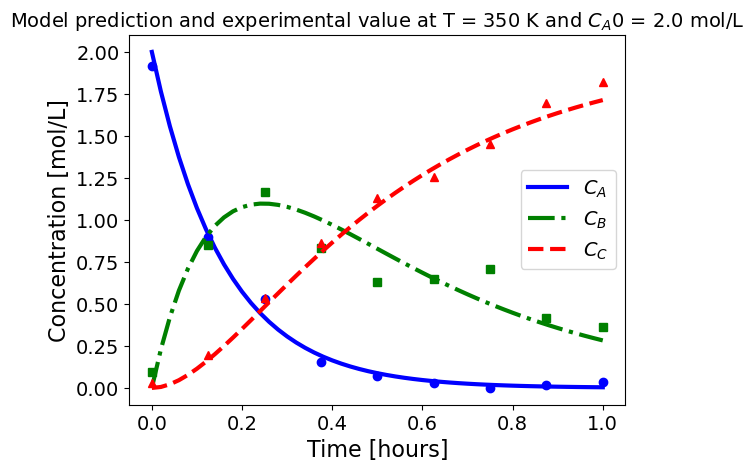 Model prediction and experimental value at T = 350 K and $C_A$0 = 2.0 mol/L
Concentration [mol/L]
2.00
1.75
1.50
1.25
1.00
0.75
0.50
0.25
0.00
$C_A$
$C_B$
$C_C$
0.0 0.2 0.4 0.6 0.8 1.0
Time [hours]